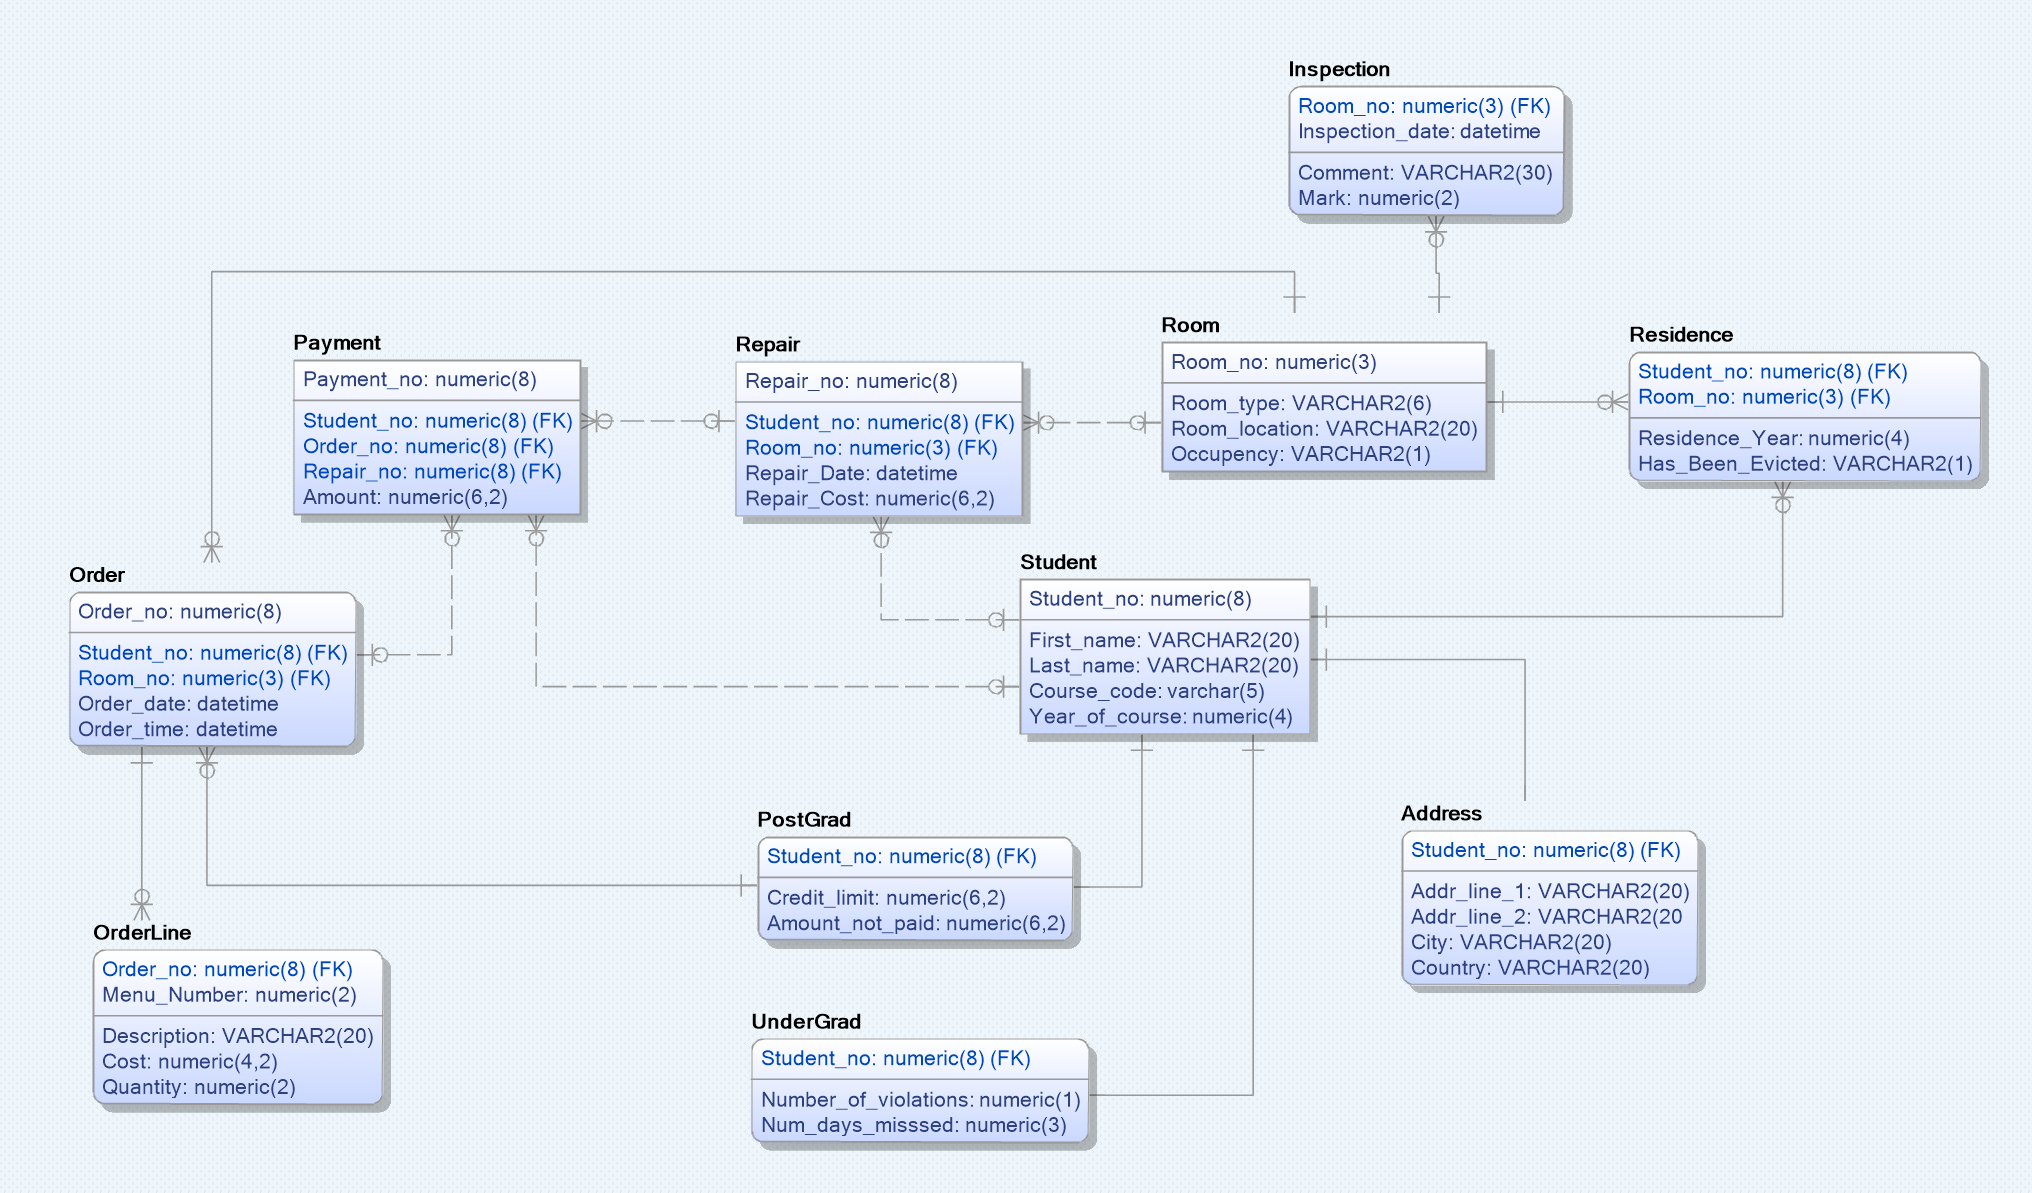 Inspection
Room_no: numeric(3) (FK)
Inspection_date: datetime
Comment: VARCHAR2(30)
Mark: numeric(2)
Payment
Payment_no: numeric(8)
Student_no: numeric(8) (FK)
Order_no: numeric(8) (FK)
Repair_no: numeric(8) (FK)
Amount: numeric(6,2)
Repair
Repair_no: numeric(8)
Student_no: numeric(8) (FK)
Room_no: numeric(3) (FK)
Repair_Date: datetime
Repair_Cost: numeric(6,2)
Room
Room_no: numeric(3)
Room_type: VARCHAR2(6)
Room_location: VARCHAR2(20)
Occupency: VARCHAR2(1)
Residence
Student_no: numeric(8) (FK)
Room_no: numeric(3) (FK)
Residence_Year: numeric(4)
Has_Been_Evicted: VARCHAR2(1)
Order
Order_no: numeric(8)
Student_no: numeric(8) (FK)
Room_no: numeric(3) (FK)
Order_date: datetime
Order_time: datetime
Student
Student_no: numeric(8)
First_name: VARCHAR2(20)
Last_name: VARCHAR2(20)
Course_code: varchar(5)
Year_of_course: numeric(4)
PostGrad
Student_no: numeric(8) (FK)
Credit_limit: numeric(6,2)
Amount_not_paid: numeric(6,2)
Address
Student_no: numeric(8) (FK)
Addr_line_1: VARCHAR2(20)
Addr_line_2: VARCHAR2(20
City: VARCHAR2(20)
Country: VARCHAR2(20)
OrderLine
Order_no: numeric(8) (FK)
Menu_Number: numeric(2)
Description: VARCHAR2(20)
Cost: numeric(4,2)
Quantity: numeric(2)
UnderGrad
Student_no: numeric(8) (FK)
Number_of_violations: numeric(1)
Num_days_misssed: numeric(3)